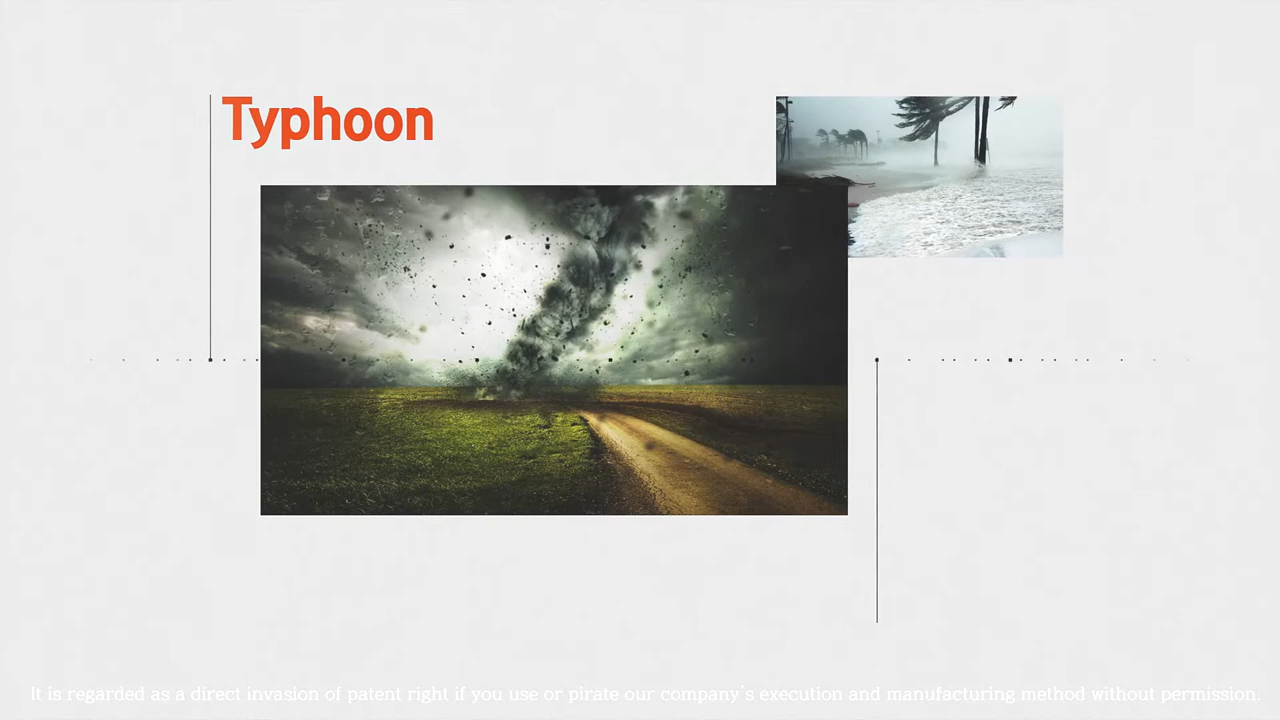 Typhoon
It is regarded as a direct invasion of patent right if you use or pirate our company's execution and manufacturing method without permission.